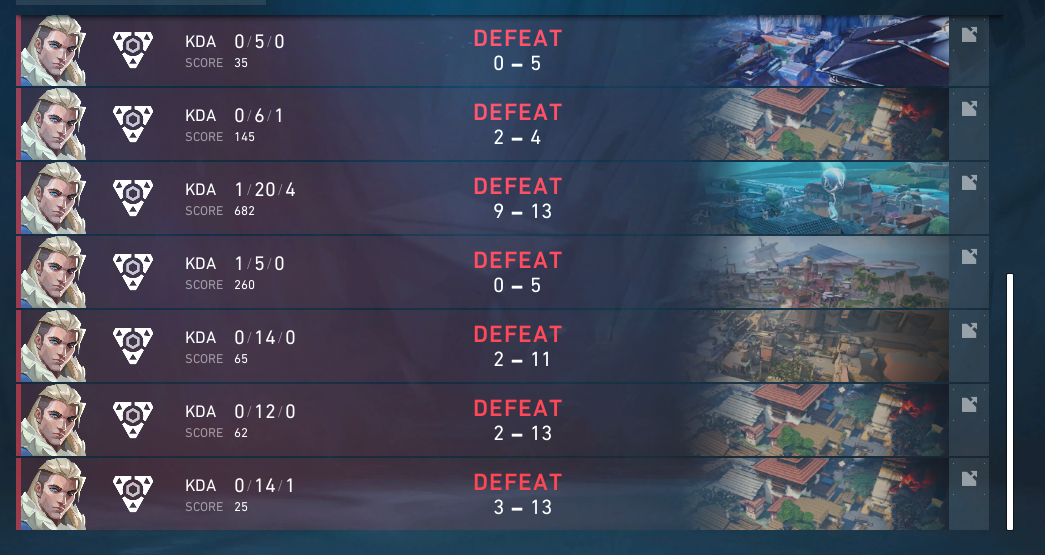 KDA 0/5/0
DEFEAT
SCORE 35
0 – 5
KDA 0/6/1
DEFEAT
SCORE 145
2 – 4
KDA 1/20/4
DEFEAT
SCORE 682
9 – 13
KDA 1/5/0
DEFEAT
SCORE 260
0 – 5
KDA 0/14/0
DEFEAT
SCORE 65
2 – 11
KDA 0/12/0
DEFEAT
SCORE 62
2 – 13
KDA 0/14/1
DEFEAT
SCORE 25
3 – 13